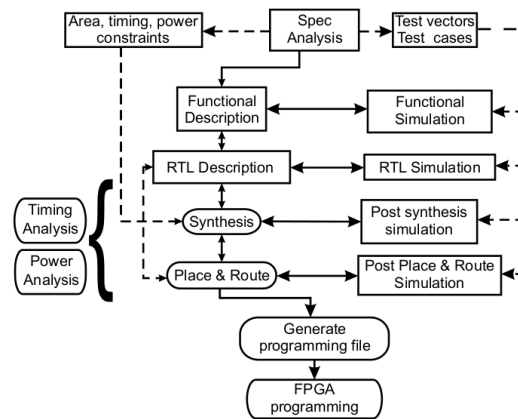 Area, timing, power
constraints
Spec
Analysis
Test vectors
Test cases
Functional
Description
Functional
Simulation
RTL Description
RTL Simulation
Timing
Analysis
Synthesis
Post synthesis
simulation
Power
Analysis
Place & Route
Post Place & Route
Simulation
Generate
programming file
FPGA
programming